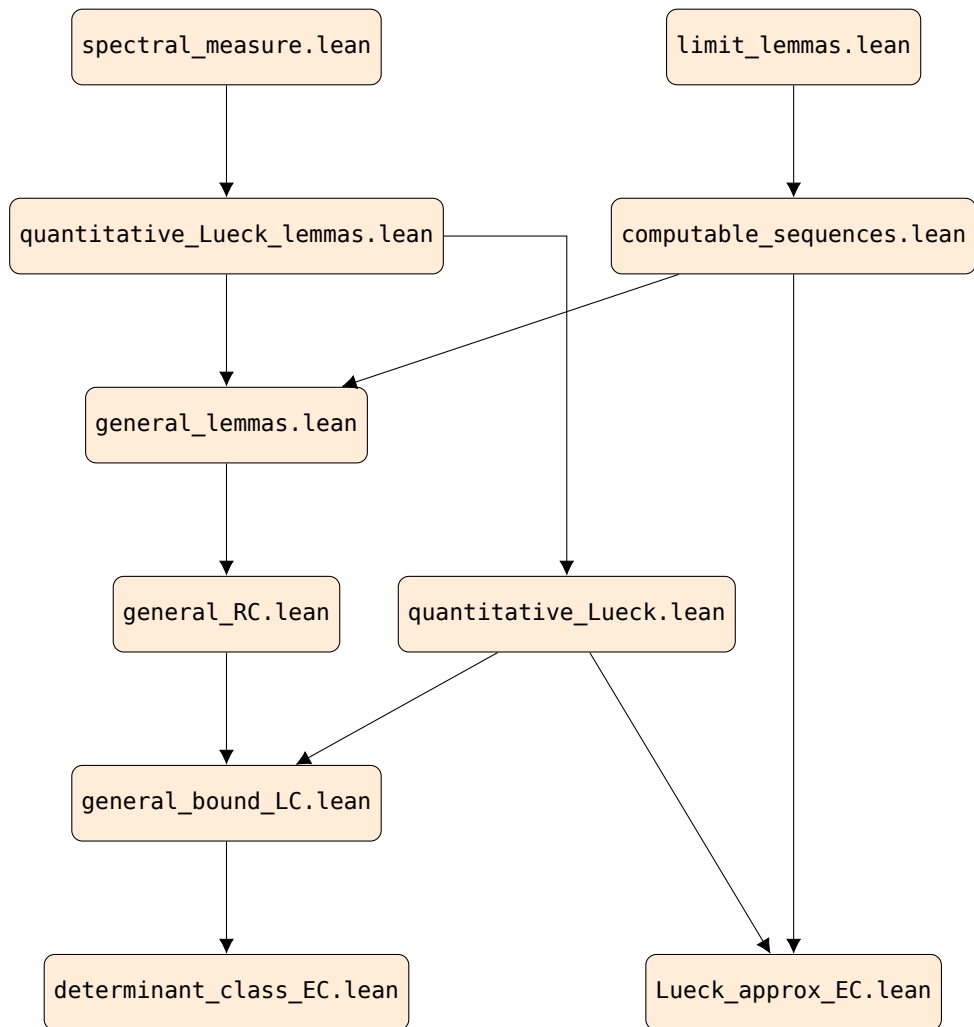 spectral_measure.lean
limit_lemmas.lean
quantitative_Lueck_lemmas.lean
computable_sequences.lean
general_lemmas.lean
general_RC.lean
quantitative_Lueck.lean
general_bound_LC.lean
determinant_class_EC.lean
Lueck_approx_EC.lean